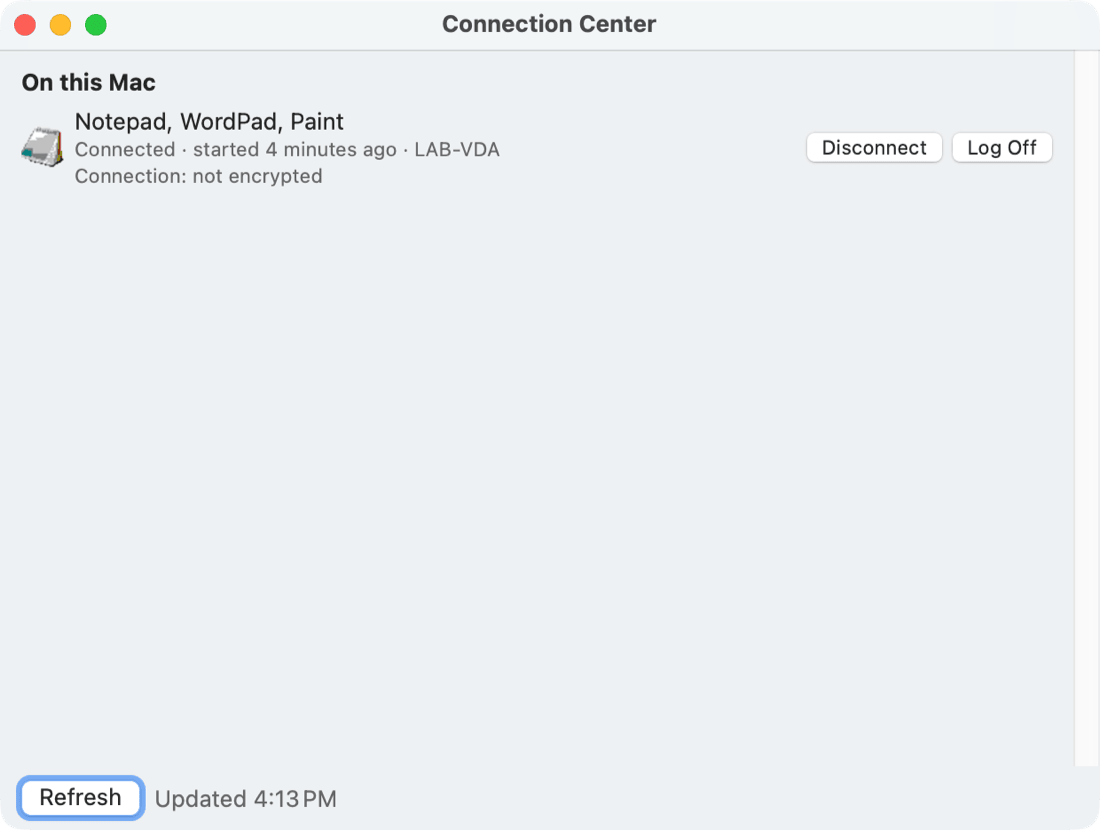 Connection Center
On this Mac
Notepad, WordPad, Paint
Connected · started 4 minutes ago · LAB-VDA
Connection: not encrypted
Disconnect
Log Off
Refresh
Updated 4:13 PM